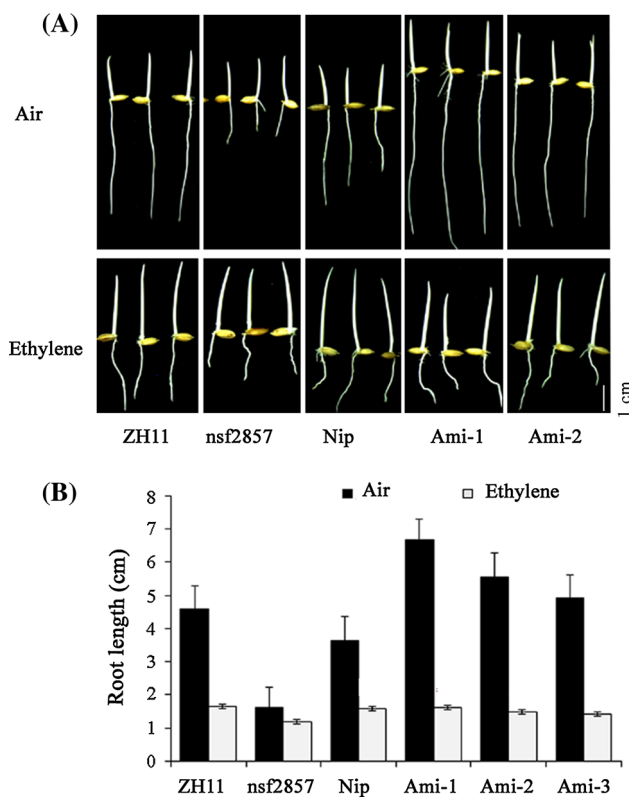 (A)
Air
Ethylene
1 cm
ZH11 nsf2857 Nip Ami-1 Ami-2
(B)
Air Ethylene
Root length (cm)
8
7
6
5
4
3
2
1
0
ZH11 nsf2857 Nip Ami-1 Ami-2 Ami-3